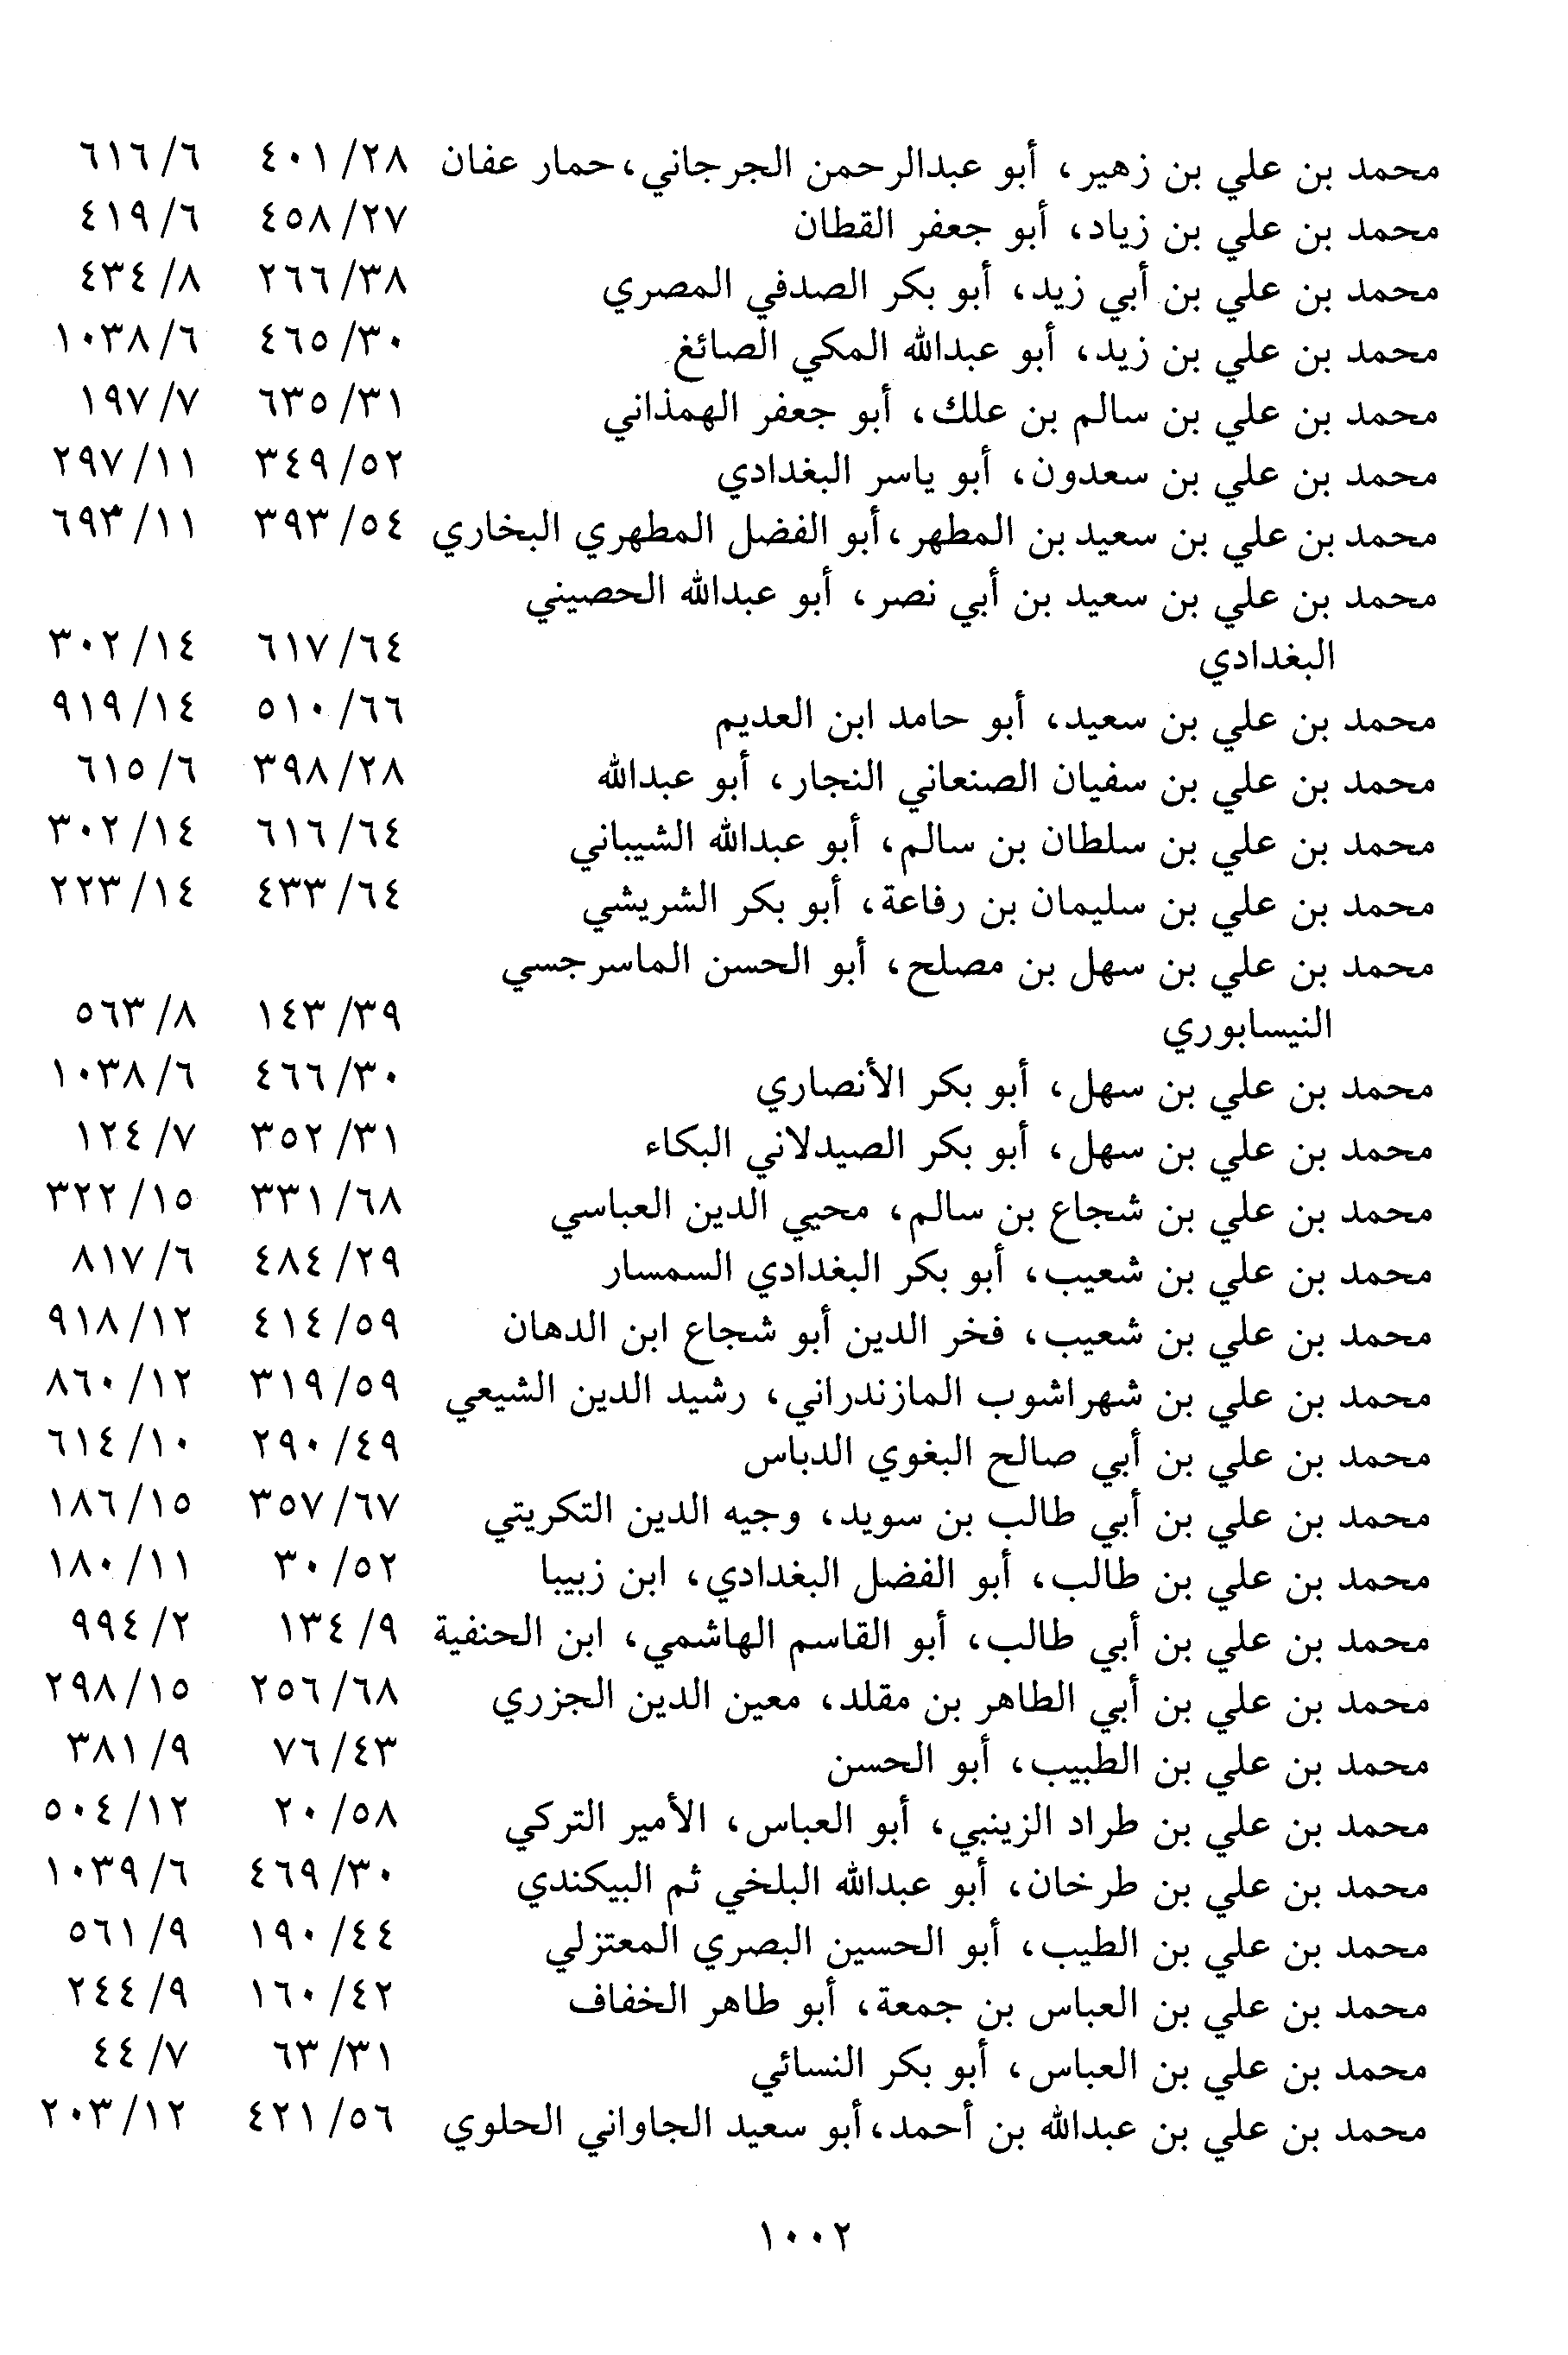 محمد بن علي بن زهير، أبو عبدالرحمن الجرجاني، حمار عفان ٤٠١/٢٨ ٦١٦/٦
محمد بن علي بن زياد، أبو جعفر القطان ٤٥٨/٢٧ ٤١٩/٦
محمد بن علي بن أبي زيد، أبو بكر الصدفي المصري ٢٦٦/٣٨ ٤٣٤/٨
محمد بن علي بن زيد، أبو عبدالله المكي الصائغ ٤٦٥/٣٠ ١٠٣٨/٦
محمد بن علي بن سالم بن علك، أبو جعفر الهمذاني ٦٣٥/٣١ ١٩٧/٧
محمد بن علي بن سعدون، أبو ياسر البغدادي ٣٤٩/٥٢ ٢٩٧/١١
محمد بن علي بن سعيد بن المطهر، أبو الفضل المطهري البخاري ٣٩٣/٥٤ ٦٩٣/١١
محمد بن علي بن سعيد بن أبي نصر، أبو عبدالله الحصيني
البغدادي ٦١٧/٦٤ ٣٠٢/١٤
محمد بن علي بن سعيد، أبو حامد ابن العديم ٥١٠/٦٦ ٩١٩/١٤
محمد بن علي بن سفيان الصنعاني النجار، أبو عبدالله ٣٩٨/٢٨ ٦١٥/٦
محمد بن علي بن سلطان بن سالم، أبو عبدالله الشيباني ٦١٦/٦٤ ٣٠٢/١٤
محمد بن علي بن سليمان بن رفاعة، أبو بكر الشريشي ٤٣٣/٦٤ ٢٢٣/١٤
محمد بن علي بن سهل بن مصلح، أبو الحسن الماسرجسي
النيسابوري ١٤٣/٣٩ ٥٦٣/٨
محمد بن علي بن سهل، أبو بكر الأنصاري ٤٦٦/٣٠ ١٠٣٨/٦
محمد بن علي بن سهل، أبو بكر الصيدلاني البكاء ٣٥٢/٣١ ١٢٤/٧
محمد بن علي بن شجاع بن سالم، محيي الدين العباسي ٣٣١/٦٨ ٣٢٢/١٥
محمد بن علي بن شعيب، أبو بكر البغدادي السمسار ٤٨٤/٢٩ ٨١٧/٦
محمد بن علي بن شعيب، فخر الدين أبو شجاع ابن الدهان ٤١٤/٥٩ ٩١٨/١٢
محمد بن علي بن شهراشوب المازندراني، رشيد الدين الشيعي ٣١٩/٥٩ ٨٦٠/١٢
محمد بن علي بن أبي صالح البغوي الدباس ٢٩٠/٤٩ ٦١٤/١٠
محمد بن علي بن أبي طالب بن سويد، وجيه الدين التكريتي ٣٥٧/٦٧ ١٨٦/١٥
محمد بن علي بن طالب، أبو الفضل البغدادي، ابن زبيبا ٣٠/٥٢ ١٨٠/١١
محمد بن علي بن أبي طالب، أبو القاسم الهاشمي، ابن الحنفية ١٣٤/٩ ٩٩٤/٢
محمد بن علي بن أبي الطاهر بن مقلد، معين الدين الجزري ٢٥٦/٦٨ ٢٩٨/١٥
محمد بن علي بن الطبيب، أبو الحسن ٧٦/٤٣ ٣٨١/٩
محمد بن علي بن طراد الزينبي، أبو العباس، الأمير التركي ٢٠/٥٨ ٥٠٤/١٢
محمد بن علي بن طرخان، أبو عبدالله البلخي ثم البيكندي ٤٦٩/٣٠ ١٠٣٩/٦
محمد بن علي بن الطيب، أبو الحسين البصري المعتزلي ١٩٠/٤٤ ٥٦١/٩
محمد بن علي بن العباس بن جمعة، أبو طاهر الخفاف ١٦٠/٤٢ ٢٤٤/٩
محمد بن علي بن العباس، أبو بكر النسائي ٦٣/٣١ ٤٤/٧
محمد بن علي بن عبدالله بن أحمد، أبو سعيد الجاواني الحلوي ٤٢١/٥٦ ٢٠٣/١٢
١٠٠٢